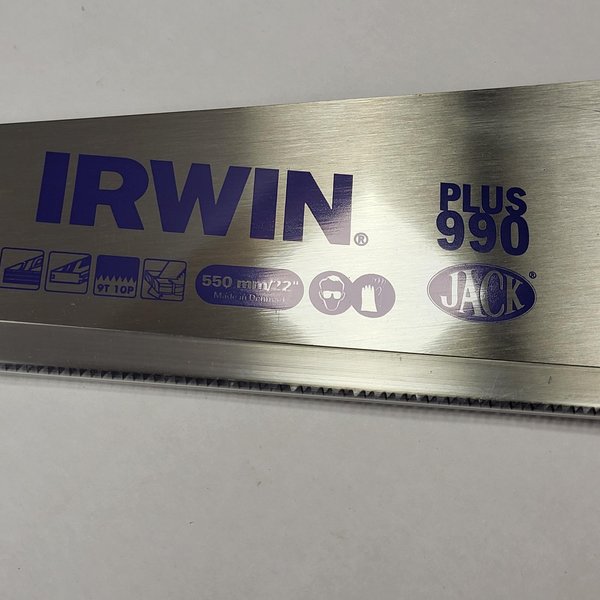 IRWIN®
PLUS
990
9T 10P
550 mm/22"
Made in Denmark
JACK®